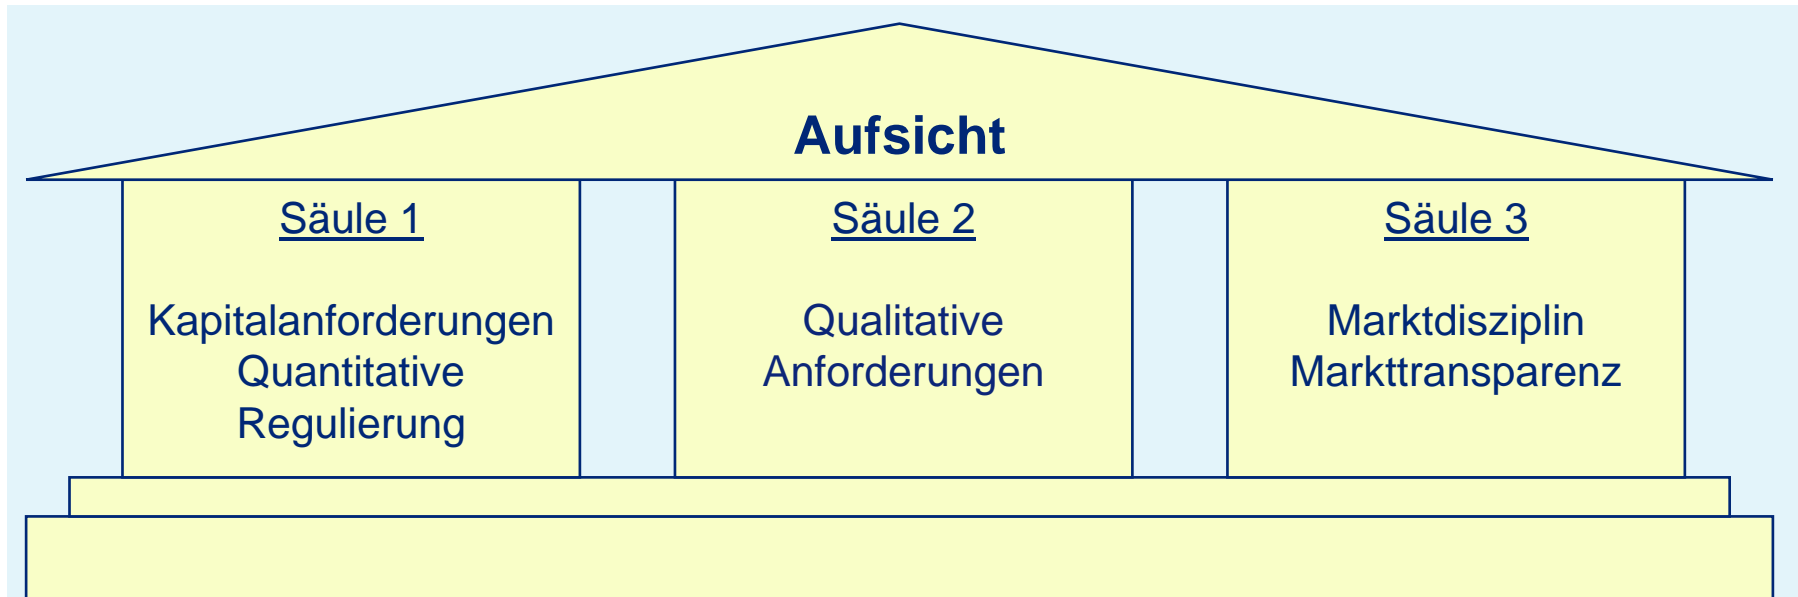 Aufsicht
Säule 1
Kapitalanforderungen
Quantitative
Regulierung
Säule 2
Qualitative
Anforderungen
Säule 3
Marktdisziplin
Markttransparenz